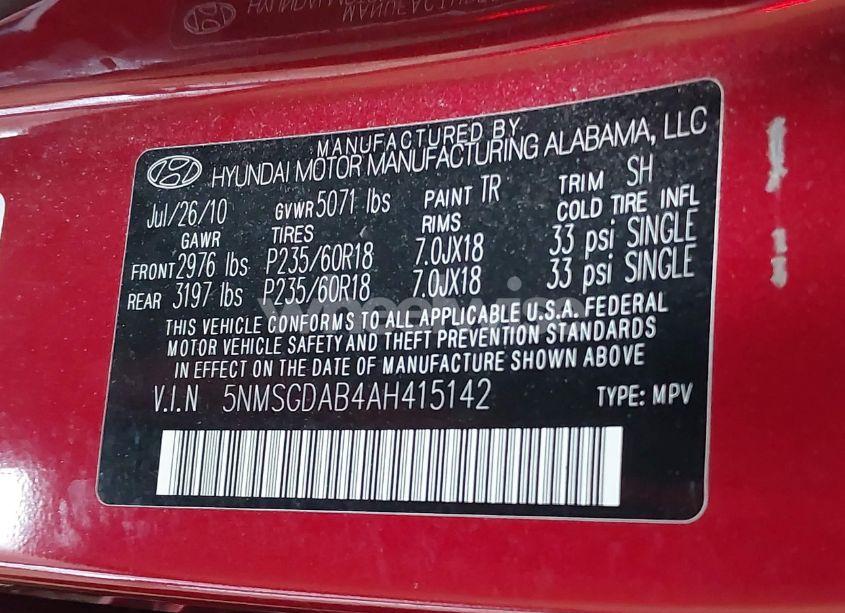 MANUFACTURED BY
HYUNDAI MOTOR MANUFACTURING ALABAMA, LLC
Jul/26/10 GVWR 5071 lbs PAINT TR TRIM SH
GAWR TIRES RIMS COLD TIRE INFL
FRONT 2976 lbs P235/60R18 7.0JX18 33 psi SINGLE
REAR 3197 lbs P235/60R18 7.0JX18 33 psi SINGLE
THIS VEHICLE CONFORMS TO ALL APPLICABLE U.S.A. FEDERAL
MOTOR VEHICLE SAFETY AND THEFT PREVENTION STANDARDS
IN EFFECT ON THE DATE OF MANUFACTURE SHOWN ABOVE
V.I.N 5NMSGDAB4AH415142 TYPE: MPV